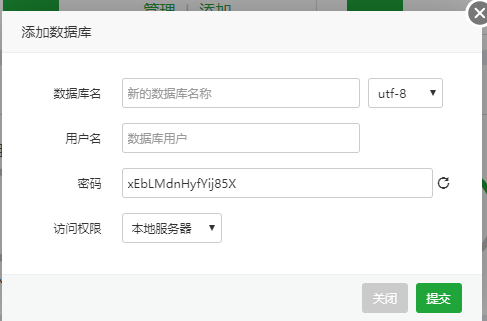 管理 | 添加
添加数据库
数据库名 新的数据库名称 utf-8
用户名 数据库用户
密码 xEbLMdnHyfYij85X
访问权限 本地服务器
关闭 提交